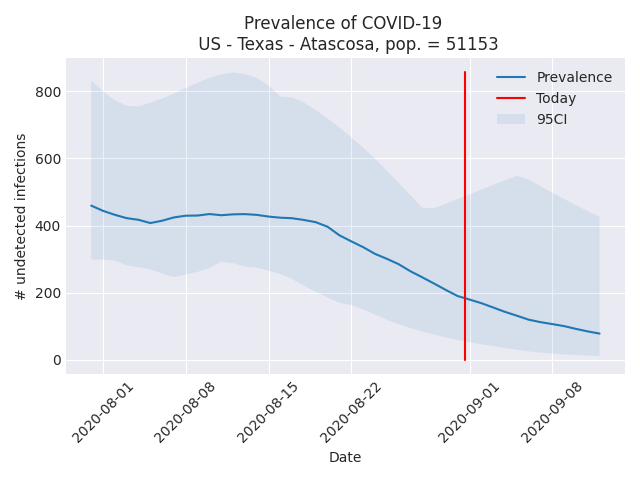 Prevalence of COVID-19
US - Texas - Atascosa, pop. = 51153
Prevalence
Today
95CI
800
600
400
200
0
# undetected infections
2020-08-01
2020-08-08
2020-08-15
2020-08-22
2020-09-01
2020-09-08
Date